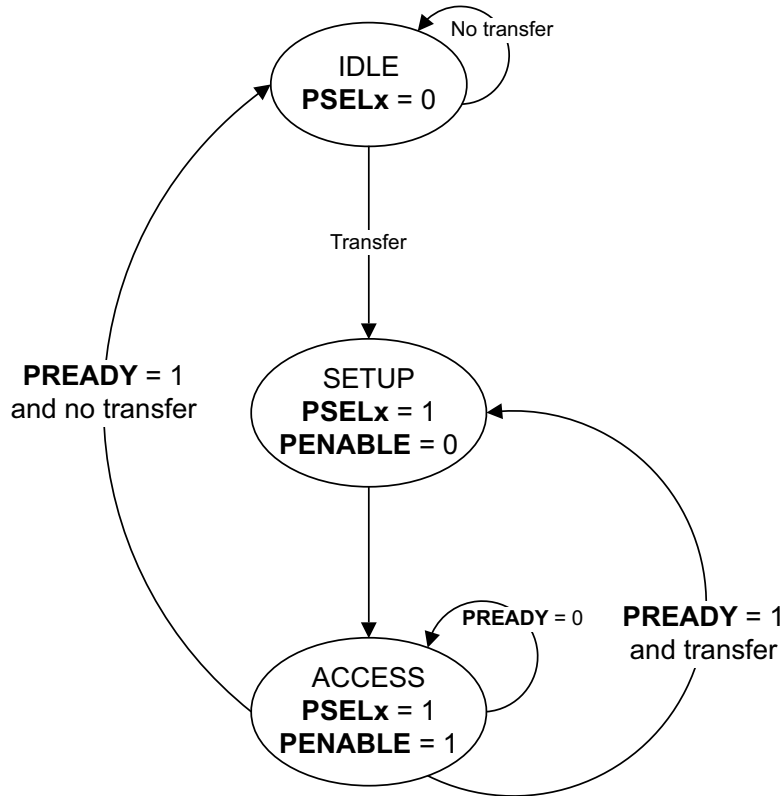 No transfer
IDLE
PSELx = 0
Transfer
PREADY = 1
and no transfer
SETUP
PSELx = 1
PENABLE = 0
PREADY = 0
PREADY = 1
and transfer
ACCESS
PSELx = 1
PENABLE = 1